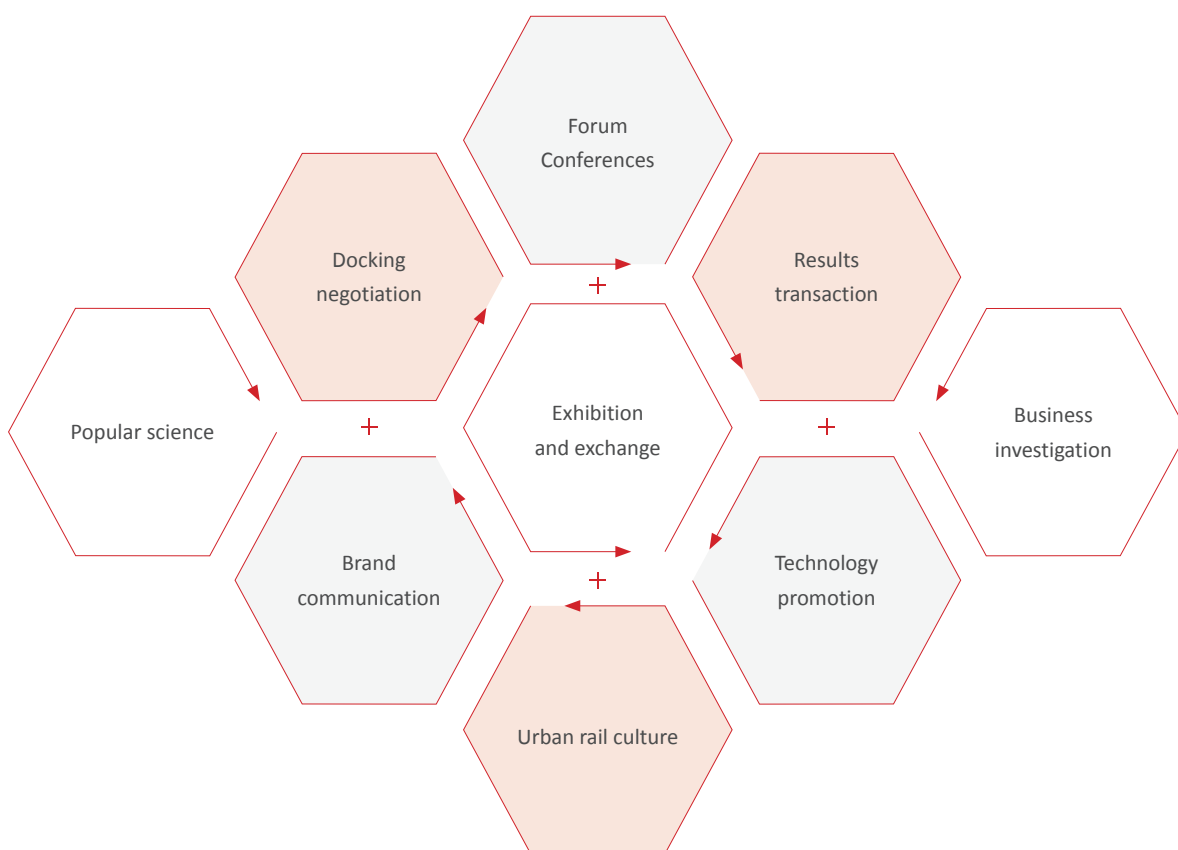 Forum
Conferences
Docking
negotiation
Results
transaction
+
Popular science
Exhibition
and exchange
Business
investigation
+
+
Brand
communication
Technology
promotion
+
Urban rail culture